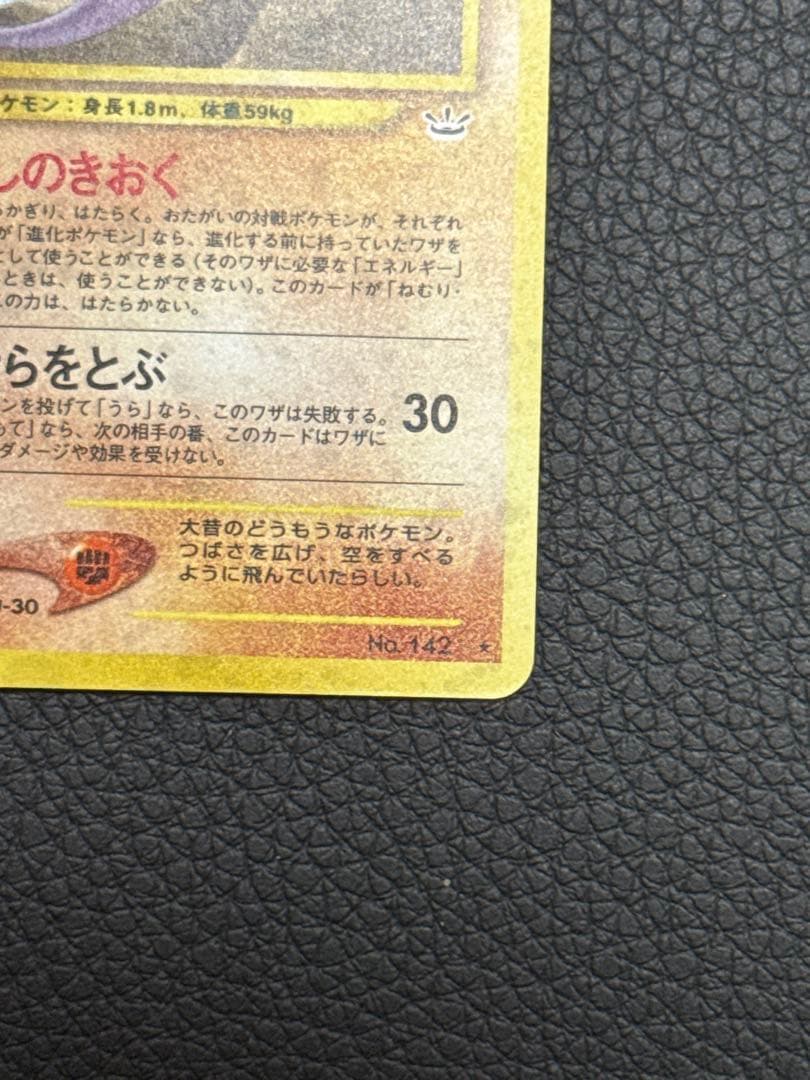 ケモン：身長1.8m，体重59kg
しのきおく
かぎり、はたらく。おたがいの対戦ポケモンが、それぞれ
が「進化ポケモン」なら、進化する前に持っていたワザを
して使うことができる（そのワザに必要な「エネルギー」
ときは、使うことができない）。このカードが「ねむり・
の力は、はたらかない。
らをとぶ
ンを投げて「うら」なら、このワザは失敗する。
て」なら、次の相手の番、このカードはワザに
ダメージや効果を受けない。
30
大昔のどうもうなポケモン。
つばさを広げ、空をすべる
ように飛んでいたらしい。
-30
No. 142 ★